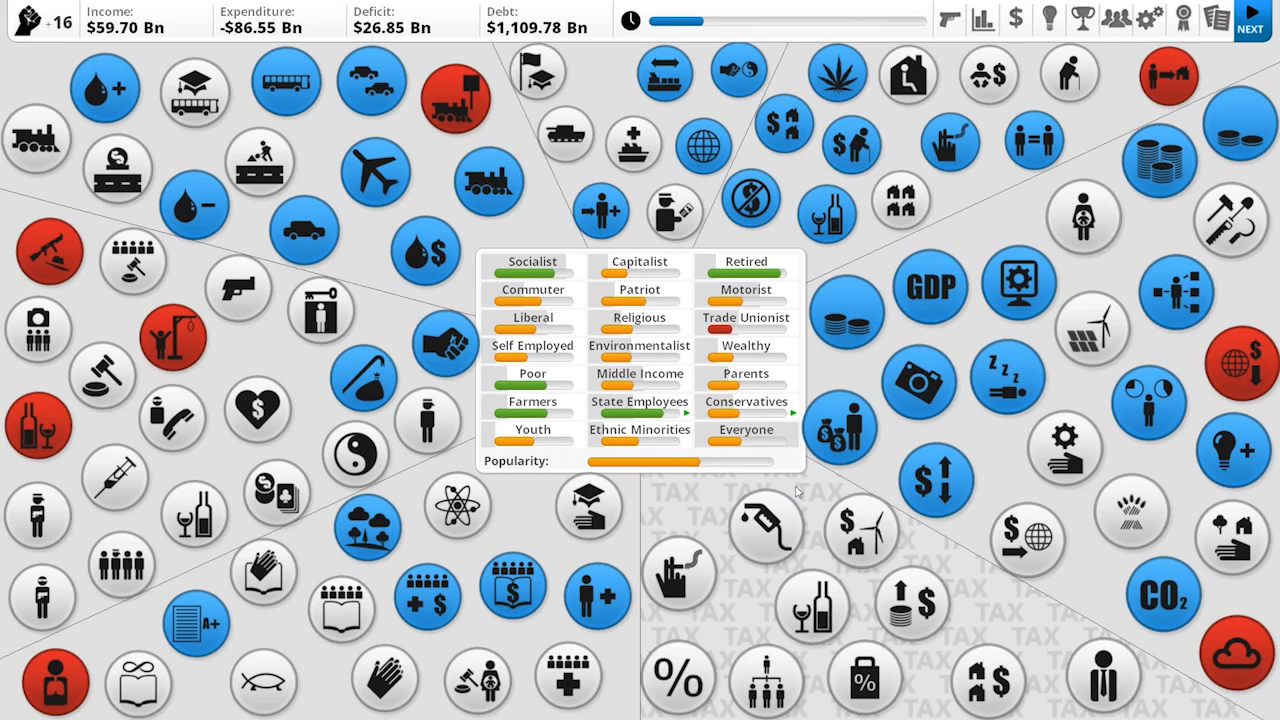 +16
Income:
$59.70 Bn
Expenditure:
-$86.55 Bn
Deficit:
$26.85 Bn
Debt:
$1,109.78 Bn
NEXT
Socialist Capitalist Retired
Commuter Patriot Motorist
Liberal Religious Trade Unionist
Self Employed Environmentalist Wealthy
Poor Middle Income Parents
Farmers State Employees Conservatives
Youth Ethnic Minorities Everyone
Popularity:
GDP
A+
CO2
TAX TAX TAX